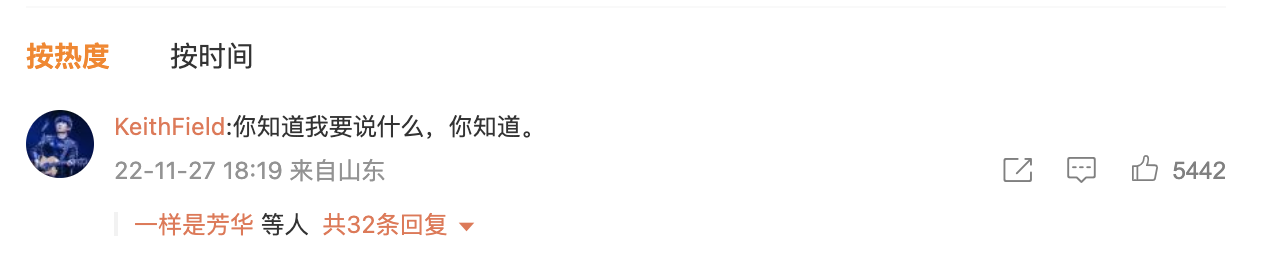 按热度 按时间
KeithField:你知道我要说什么，你知道。
22-11-27 18:19 来自山东
5442
一样是芳华 等人 共32条回复